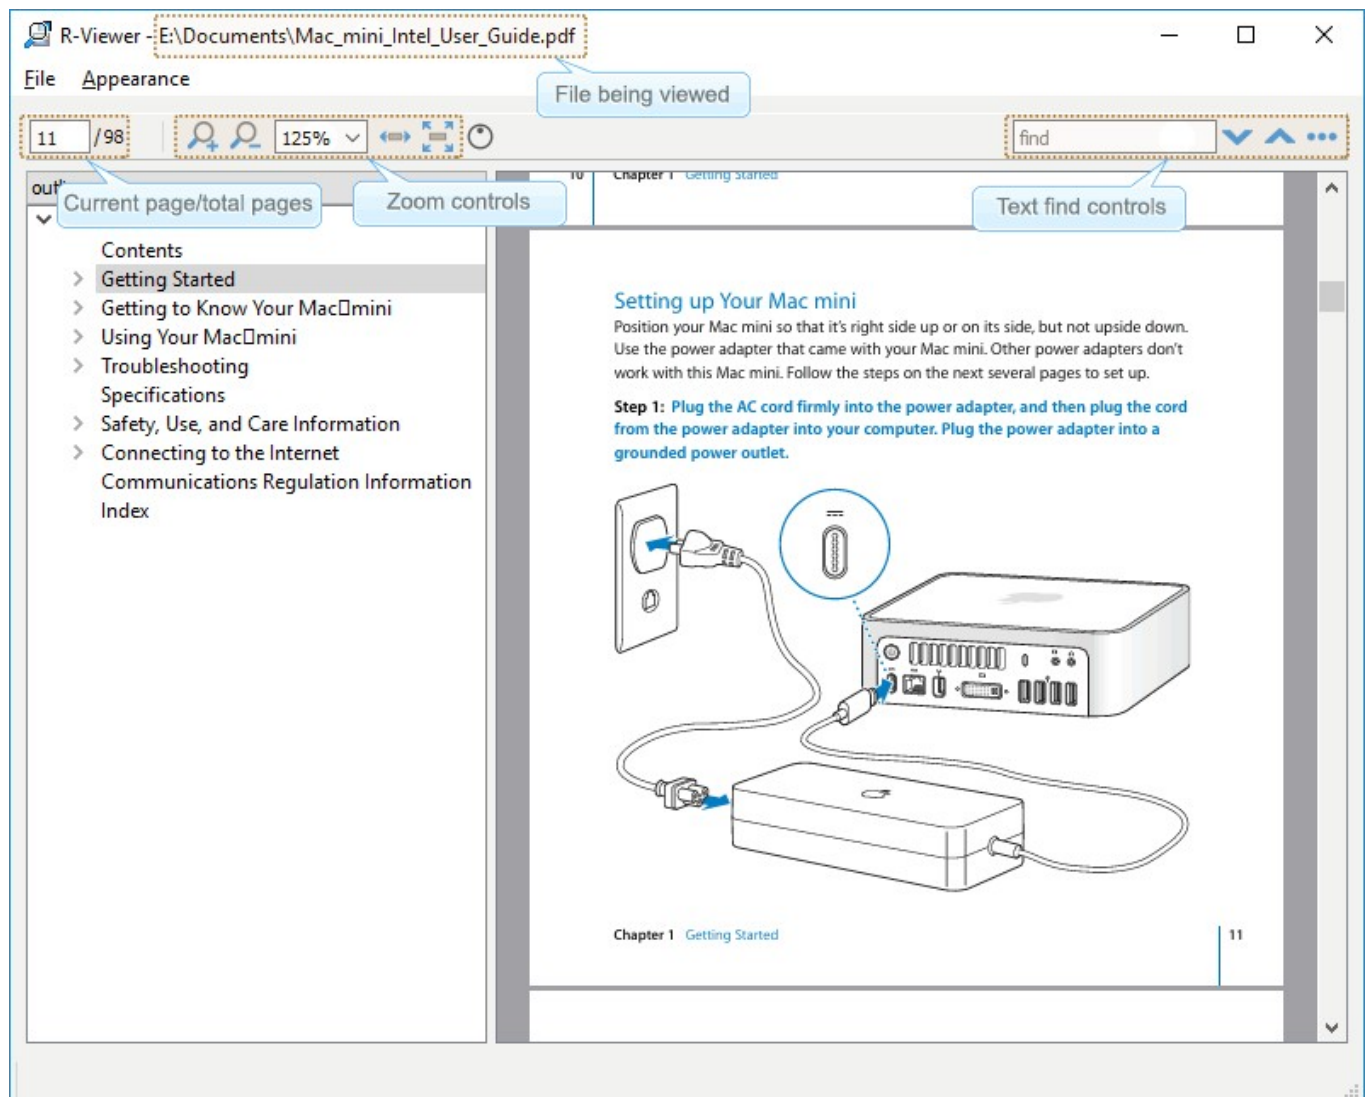 R-Viewer - E:\Documents\Mac_mini_Intel_User_Guide.pdf
File Appearance
File being viewed
11 /98 125% find
Current page/total pages
Zoom controls
Text find controls
10 Chapter 1 Getting Started
Contents
Getting Started
Getting to Know Your Mac▯mini
Using Your Mac▯mini
Troubleshooting
Specifications
Safety, Use, and Care Information
Connecting to the Internet
Communications Regulation Information
Index
Setting up Your Mac mini
Position your Mac mini so that it's right side up or on its side, but not upside down.
Use the power adapter that came with your Mac mini. Other power adapters don't
work with this Mac mini. Follow the steps on the next several pages to set up.
Step 1: Plug the AC cord firmly into the power adapter, and then plug the cord
from the power adapter into your computer. Plug the power adapter into a
grounded power outlet.
Chapter 1 Getting Started 11